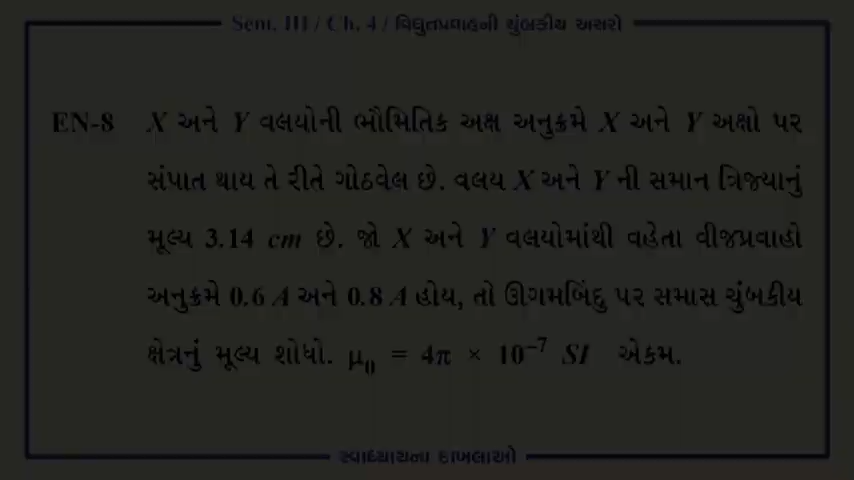 Sem. III / Ch. 4 / વિદ્યુતપ્રવાહની ચુંબકીય અસરો
EN-8 X અને Y વલયોની ભૌમિતિક અક્ષ અનુક્રમે X અને Y અક્ષો પર
સંપાત થાય તે રીતે ગોઠવેલ છે. વલય X અને Y ની સમાન ત્રિજ્યાનું
મૂલ્ય 3.14 cm છે. જો X અને Y વલયોમાંથી વહેતા વીજપ્રવાહો
અનુક્રમે 0.6 A અને 0.8 A હોય, તો ઊગમબિંદુ પર સમાસ ચુંબકીય
ક્ષેત્રનું મૂલ્ય શોધો. μ₀ = 4π × 10⁻⁷ SI એકમ.
સ્વાધ્યાયના દાખલાઓ